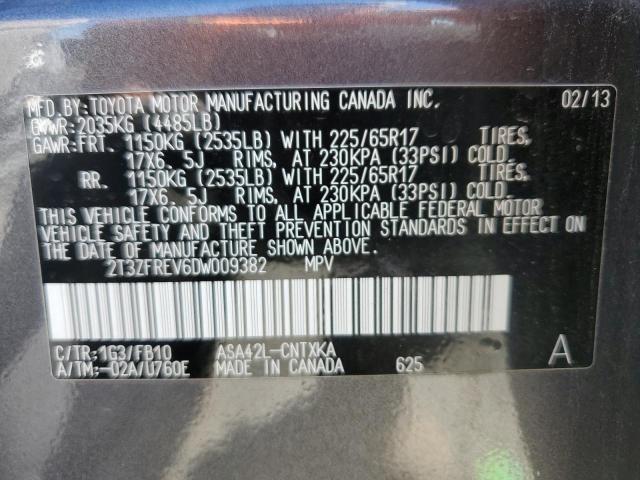 MFD.BY:TOYOTA MOTOR MANUFACTURING CANADA INC. 02/13
GVWR:2035KG (4485LB)
GAWR:FRT. 1150KG (2535LB) WITH 225/65R17 TIRES,
17X6.5J RIMS, AT 230KPA (33PSI) COLD.
RR. 1150KG (2535LB) WITH 225/65R17 TIRES,
17X6.5J RIMS, AT 230KPA (33PSI) COLD.
THIS VEHICLE CONFORMS TO ALL APPLICABLE FEDERAL MOTOR
VEHICLE SAFETY AND THEFT PREVENTION STANDARDS IN EFFECT ON
THE DATE OF MANUFACTURE SHOWN ABOVE.
2T3ZFREV6DW009382 MPV
C/TR:1G3/FB10 ASA42L-CNTXKA A
A/TM:-02A/U760E MADE IN CANADA 625